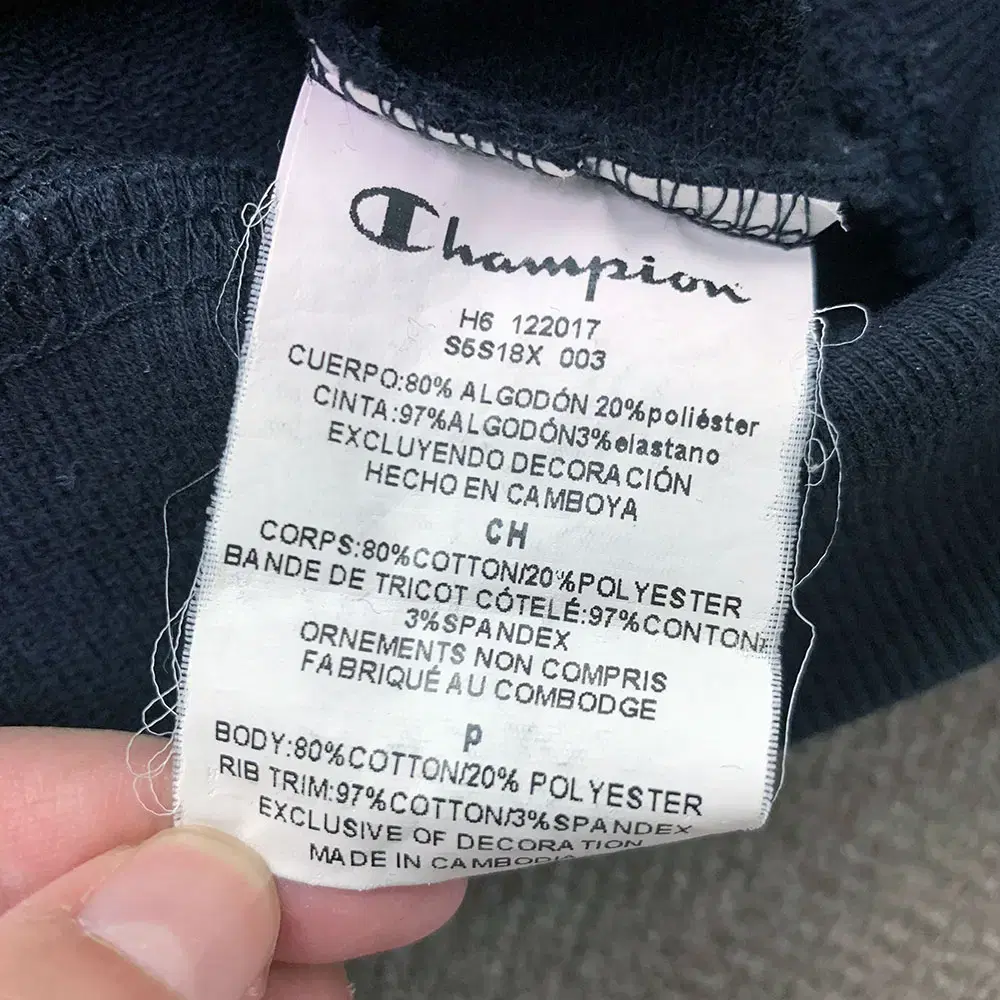 Champion
H6 122017
S6S18X 003
CUERPO:80% ALGODÓN 20%poliéster
CINTA:97%ALGODÓN3%elastano
EXCLUYENDO DECORACIÓN
HECHO EN CAMBOYA
CH
CORPS:80%COTTON/20%POLYESTER
BANDE DE TRICOT CÓTELÉ:97%CONTON/
3%SPANDEX
ORNEMENTS NON COMPRIS
FABRIQUÉ AU COMBODGE
P
BODY:80%COTTON/20% POLYESTER
RIB TRIM:97%COTTON/3%SPANDEX
EXCLUSIVE OF DECORATION
MADE IN CAMBODIA